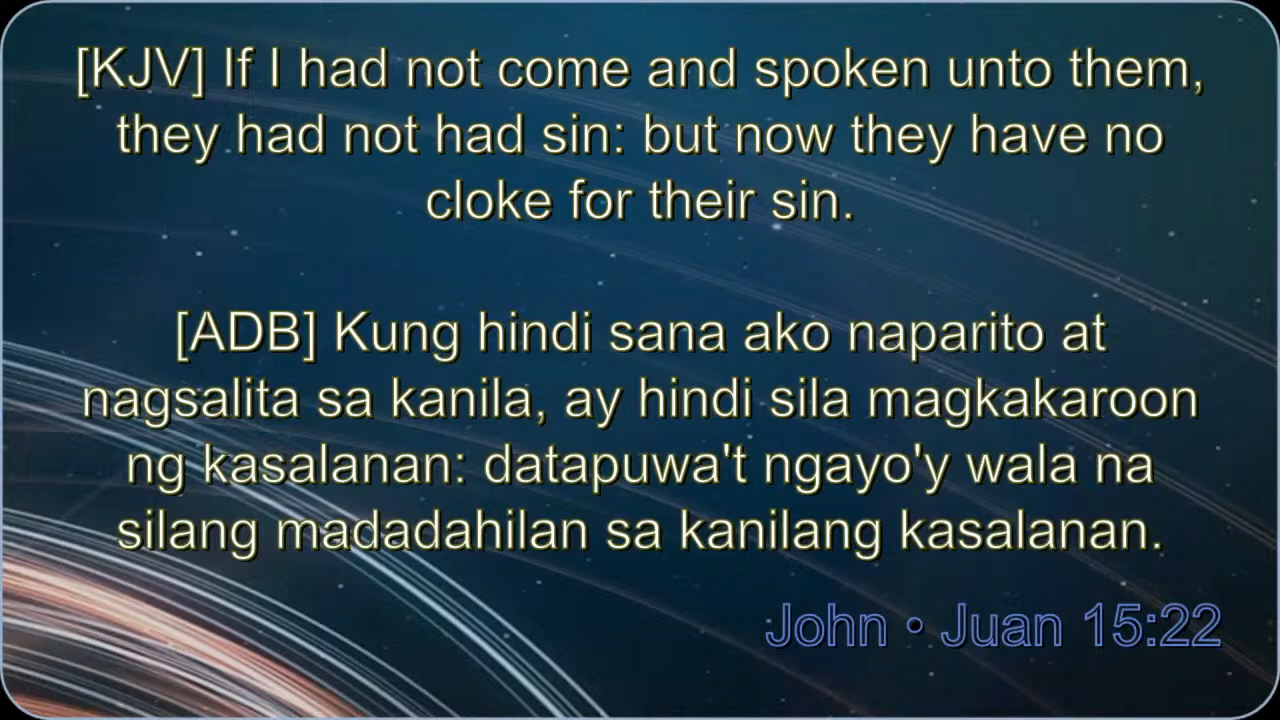 [KJV] If I had not come and spoken unto them,
they had not had sin: but now they have no
cloke for their sin.
[ADB] Kung hindi sana ako naparito at
nagsalita sa kanila, ay hindi sila magkakaroon
ng kasalanan: datapuwa't ngayo'y wala na
silang madadahilan sa kanilang kasalanan.
John • Juan 15:22